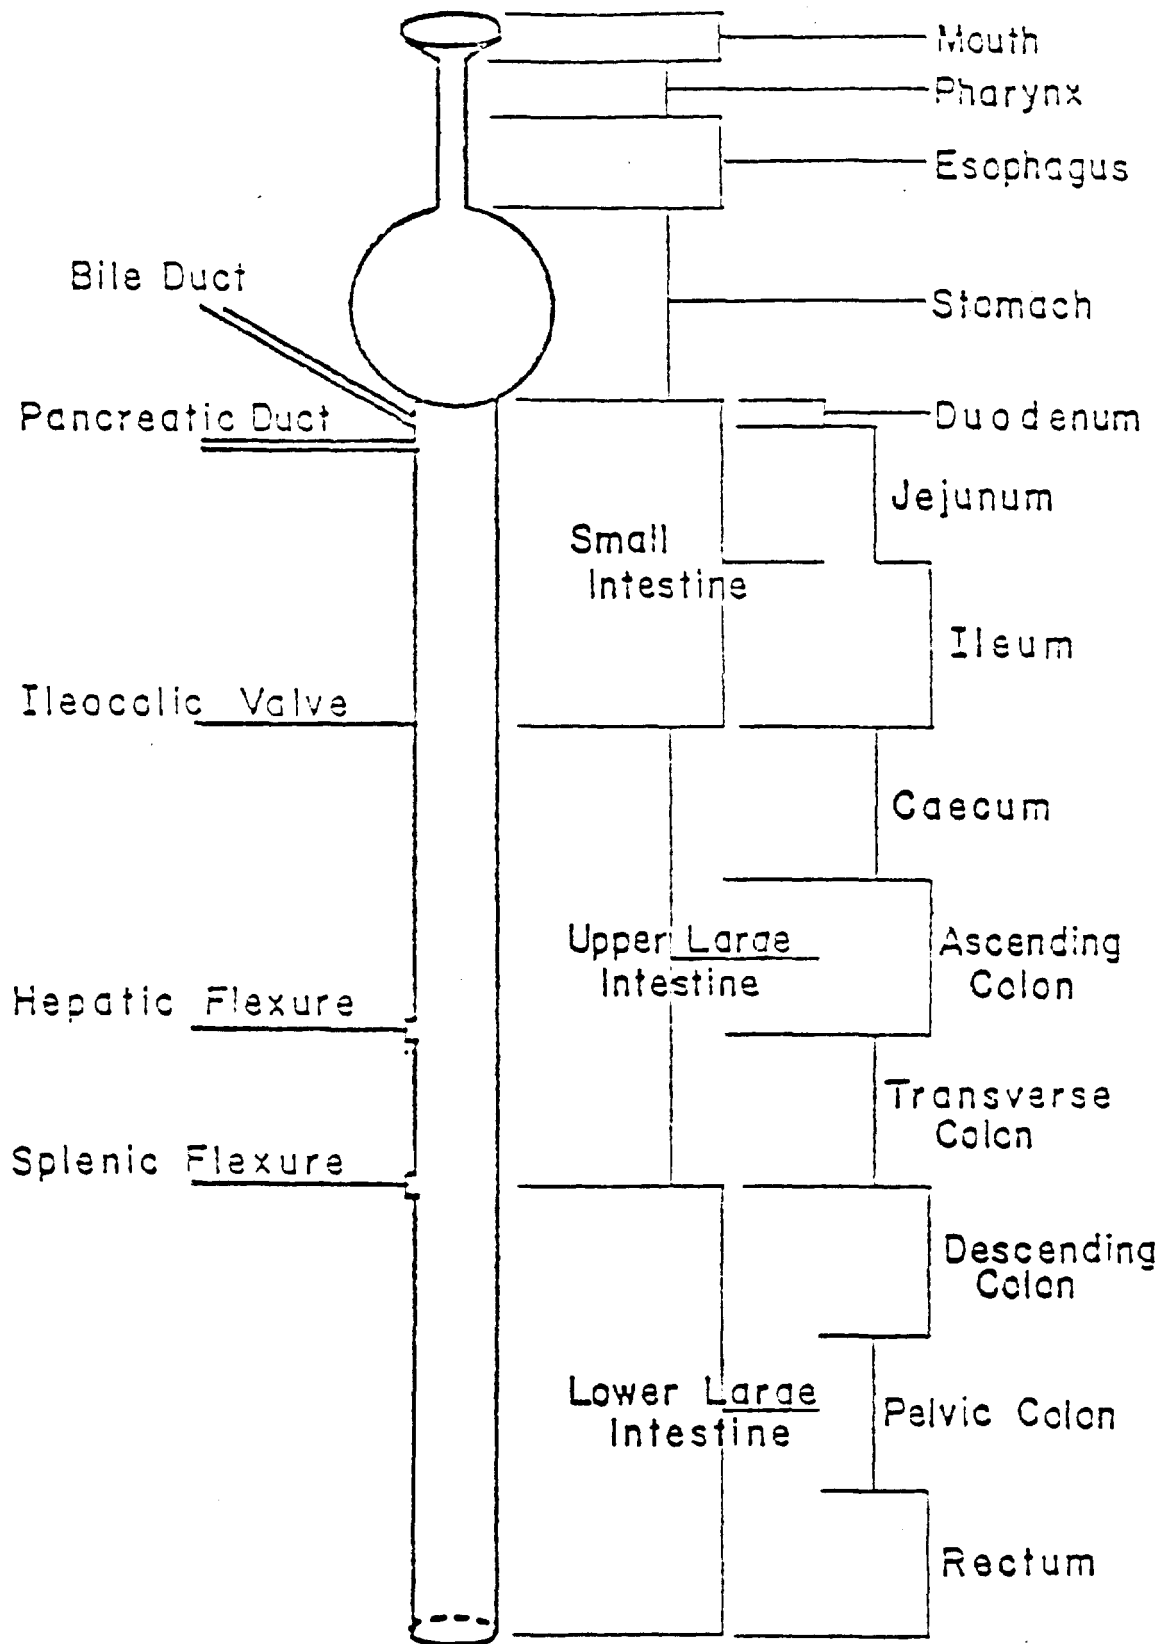 Mouth
Pharynx
Esophagus
Bile Duct
Stomach
Pancreatic Duct
Duodenum
Jejunum
Small
Intestine
Ileum
Ileocolic Valve
Caecum
Upper Large
Intestine
Ascending
Colon
Hepatic Flexure
Transverse
Colon
Splenic Flexure
Descending
Colon
Lower Large
Intestine
Pelvic Colon
Rectum